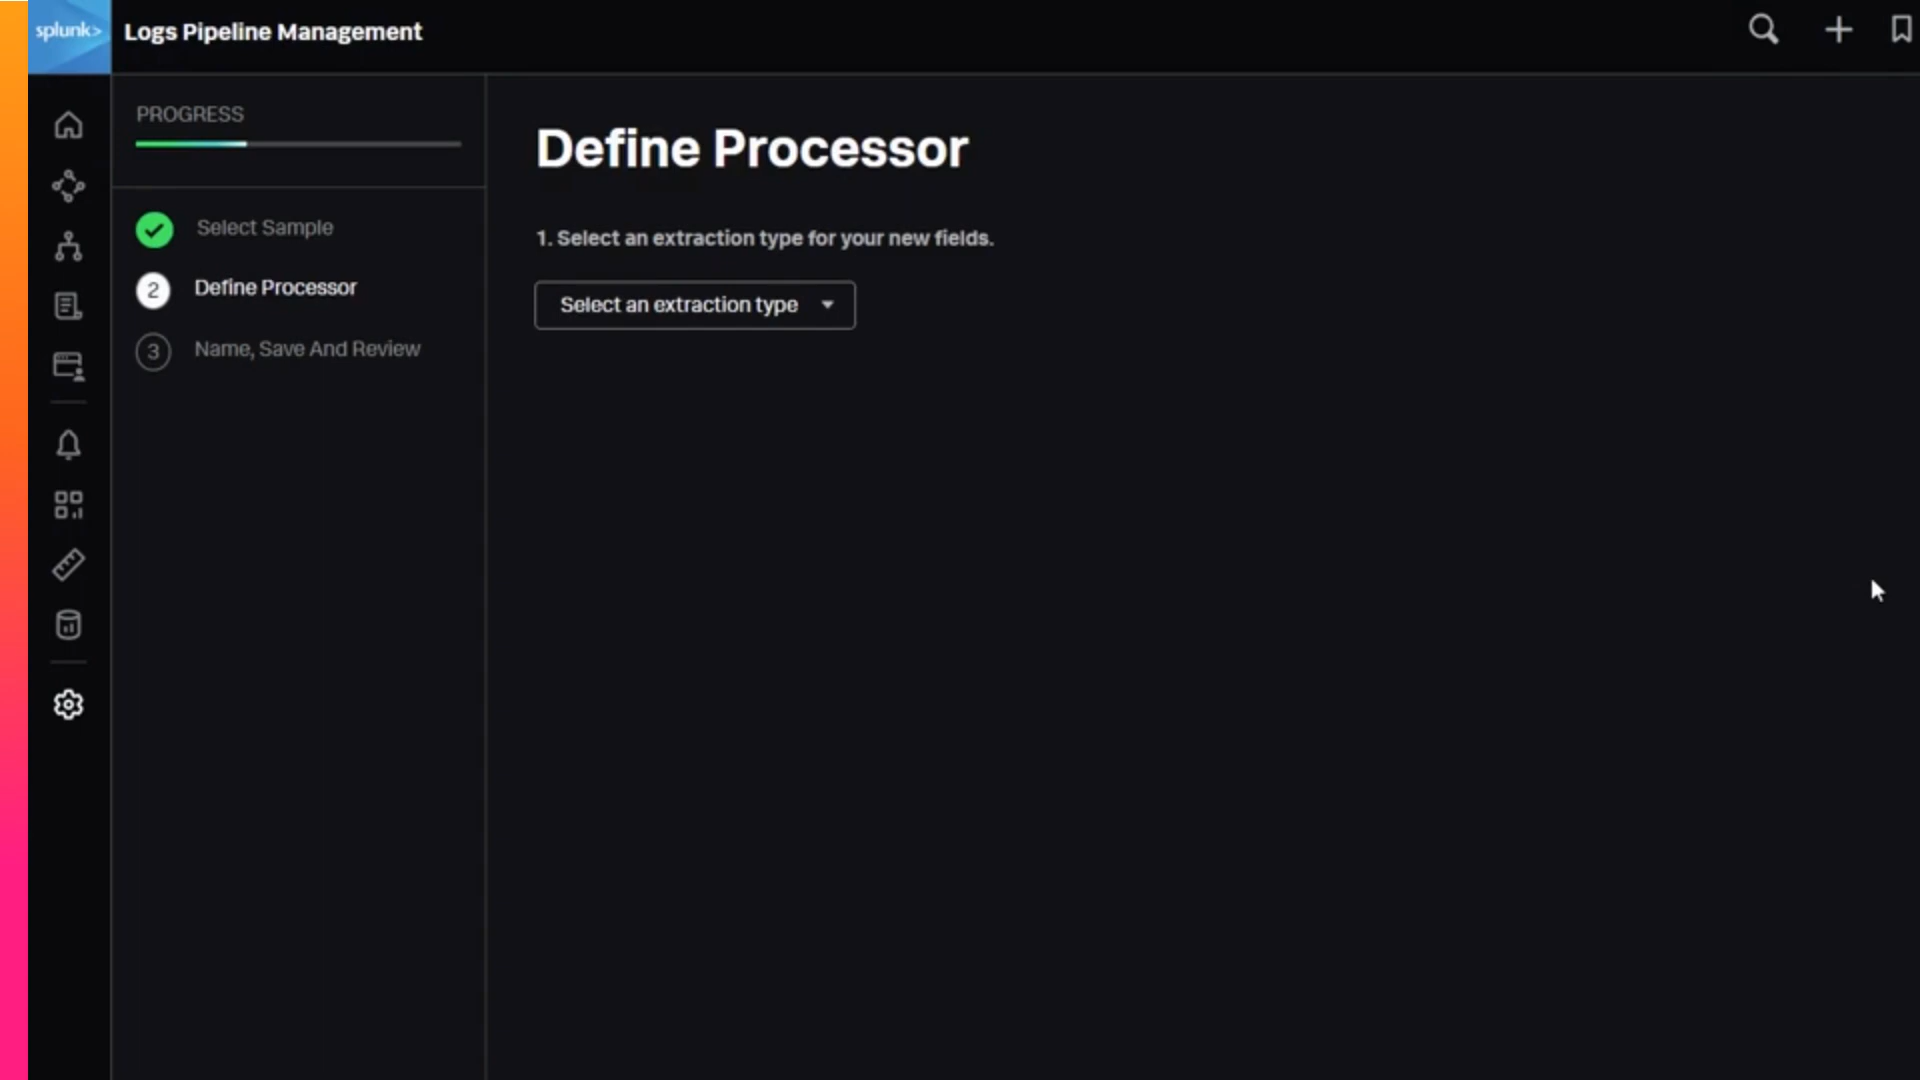 splunk>
Logs Pipeline Management
PROGRESS
Select Sample
2 Define Processor
3 Name, Save And Review
Define Processor
1. Select an extraction type for your new fields.
Select an extraction type